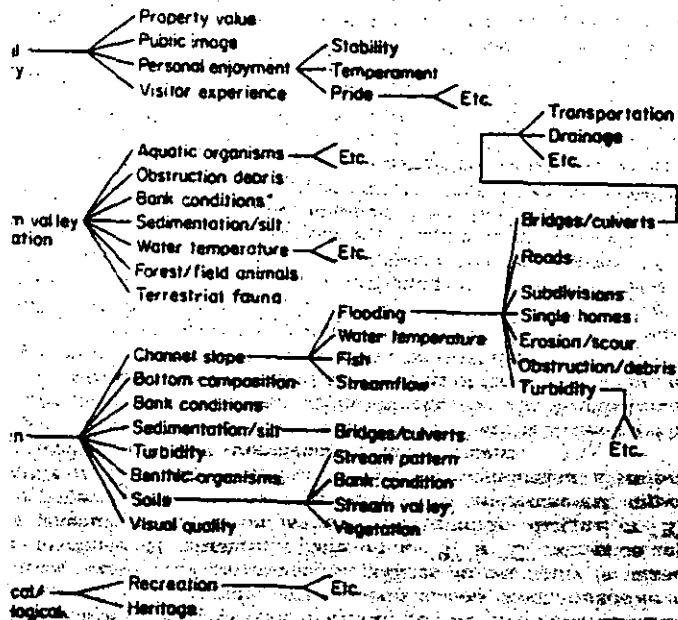 Property value
Public image
Personal enjoyment
Visitor experience
Stability
Temperament
Pride
Etc.
Transportation
Drainage
Etc.
Aquatic organisms
Etc.
Obstruction debris
Bank conditions
Sedimentation/silt
Water temperature
Etc.
Forest/field animals
Terrestrial fauna
valley
Bridges/culverts
Roads
Subdivisions
Single homes
Erosion/scour
Obstruction/debris
Turbidity
Etc.
Flooding
Water temperature
Fish
Streamflow
Channel slope
Bottom composition
Bank conditions
Sedimentation/silt
Bridges/culverts
Turbidity
Benthic organisms
Soils
Visual quality
Stream pattern
Bank condition
Stream valley
Vegetation
Recreation
Etc.
Heritage